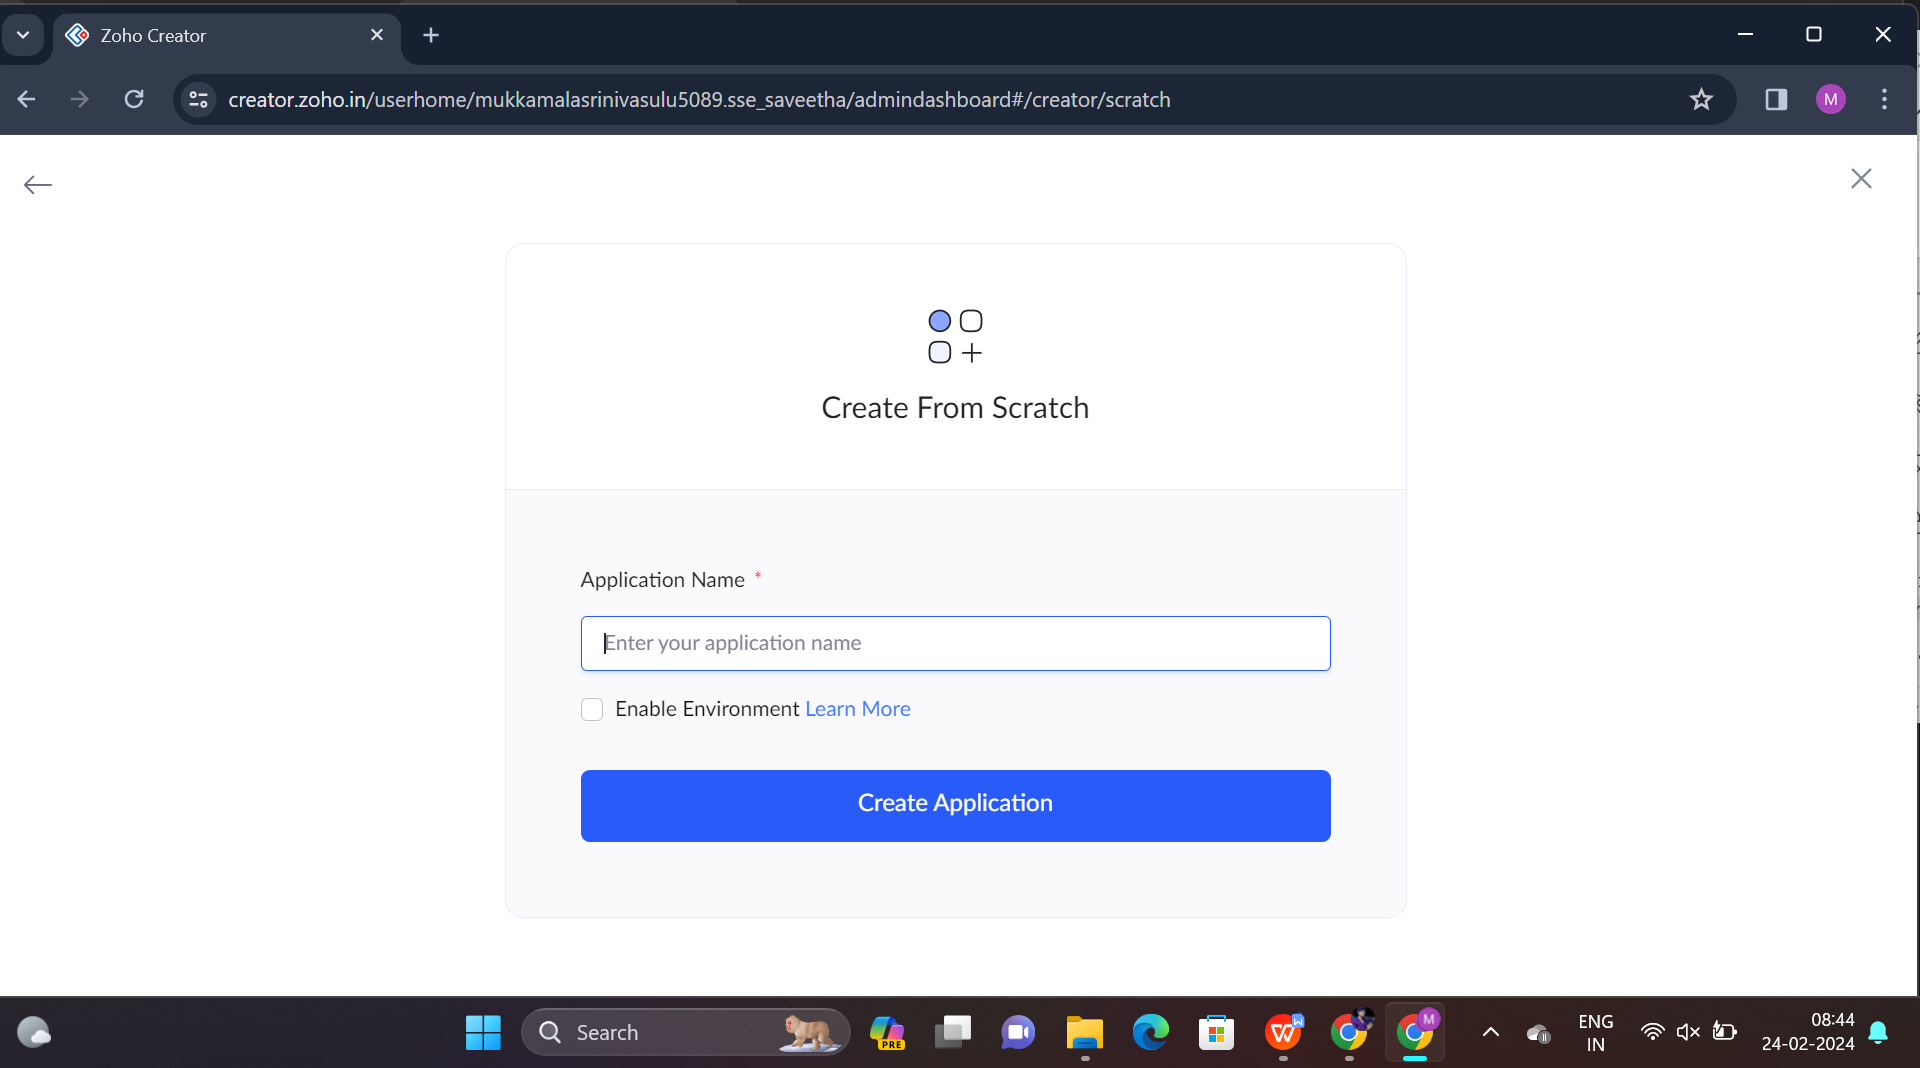 Zoho Creator
creator.zoho.in/userhome/mukkamalasrinivasulu5089.sse_saveetha/admindashboard#/creator/scratch
M
Create From Scratch
Application Name *
Enter your application name
Enable Environment Learn More
Create Application
Search
PRE
M
ENG
IN
08:44
24-02-2024